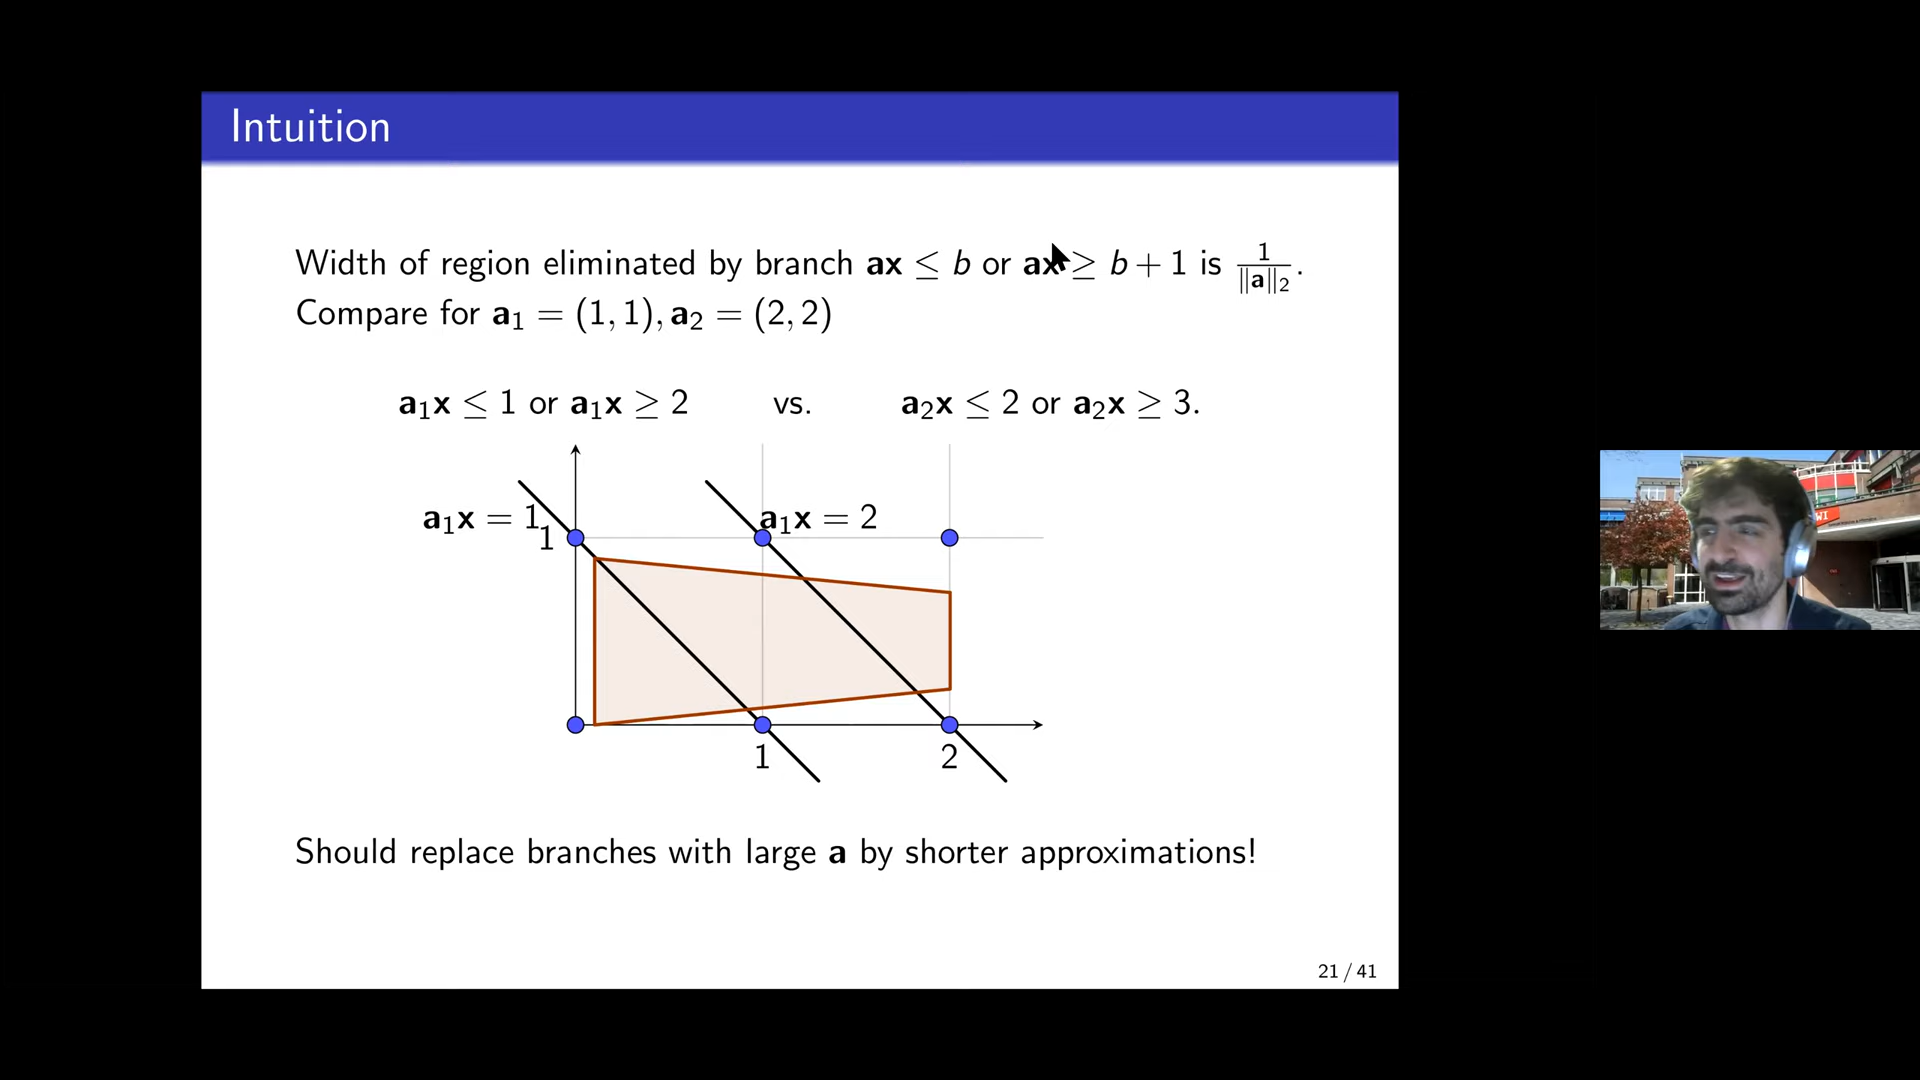 Intuition
Width of region eliminated by branch ax ≤ b or ax ≥ b + 1 is 1/‖a‖₂.
Compare for a₁ = (1, 1), a₂ = (2, 2)
a₁x ≤ 1 or a₁x ≥ 2 vs. a₂x ≤ 2 or a₂x ≥ 3.
a₁x = 1 a₁x = 2
1
1 2
Should replace branches with large a by shorter approximations!
21 / 41
WI